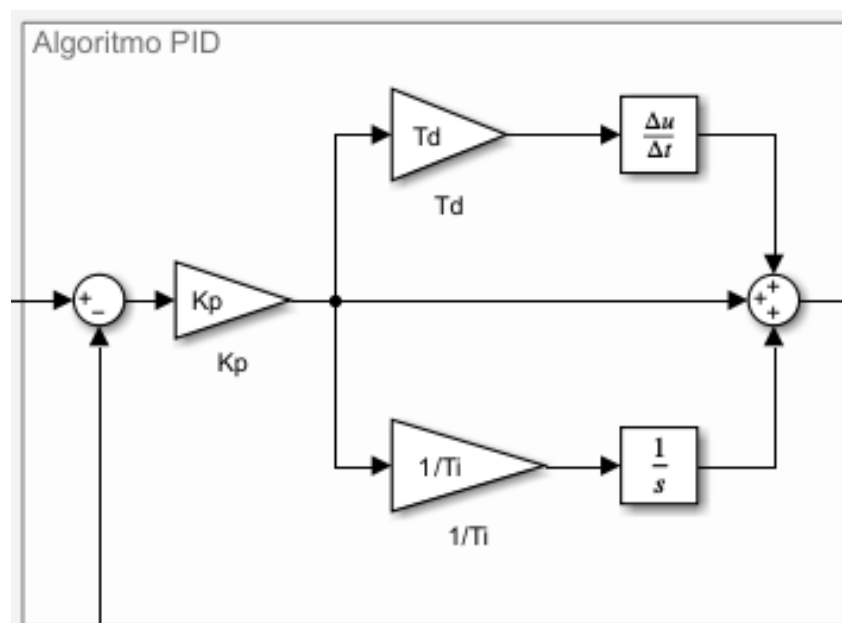 Algoritmo PID
Td
Δu
Δt
Td
+
−
Kp
Kp
+
+
+
1/Ti
1
s
1/Ti